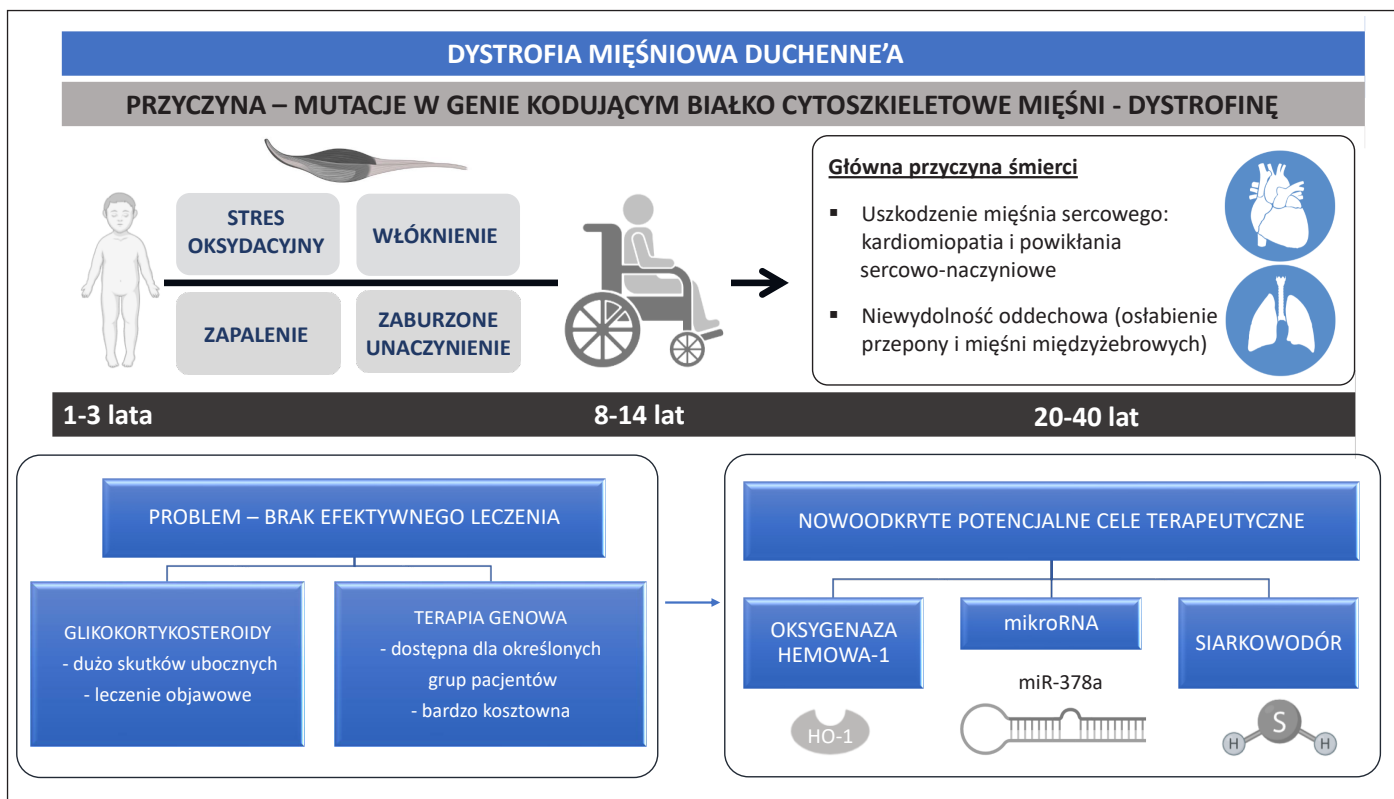 DYSTROFIA MIĘŚNIOWA DUCHENNE’A
PRZYCZYNA – MUTACJE W GENIE KODUJĄCYM BIAŁKO CYTOSZKIELETOWE MIĘŚNI - DYSTROFINĘ
STRES
OKSYDACYJNY
WŁÓKNIENIE
ZAPALENIE
ZABURZONE
UNACZYNIENIE
Główna przyczyna śmierci
▪ Uszkodzenie mięśnia sercowego:
kardiomiopatia i powikłania
sercowo-naczyniowe
▪ Niewydolność oddechowa (osłabienie
przepony i mięśni międzyżebrowych)
1-3 lata
8-14 lat
20-40 lat
PROBLEM – BRAK EFEKTYWNEGO LECZENIA
GLIKOKORTYKOSTEROIDY
- dużo skutków ubocznych
- leczenie objawowe
TERAPIA GENOWA
- dostępna dla określonych
grup pacjentów
- bardzo kosztowna
NOWOODKRYTE POTENCJALNE CELE TERAPEUTYCZNE
OKSYGENAZA
HEMOWA-1
HO-1
mikroRNA
miR-378a
SIARKOWODÓR
S
H
H